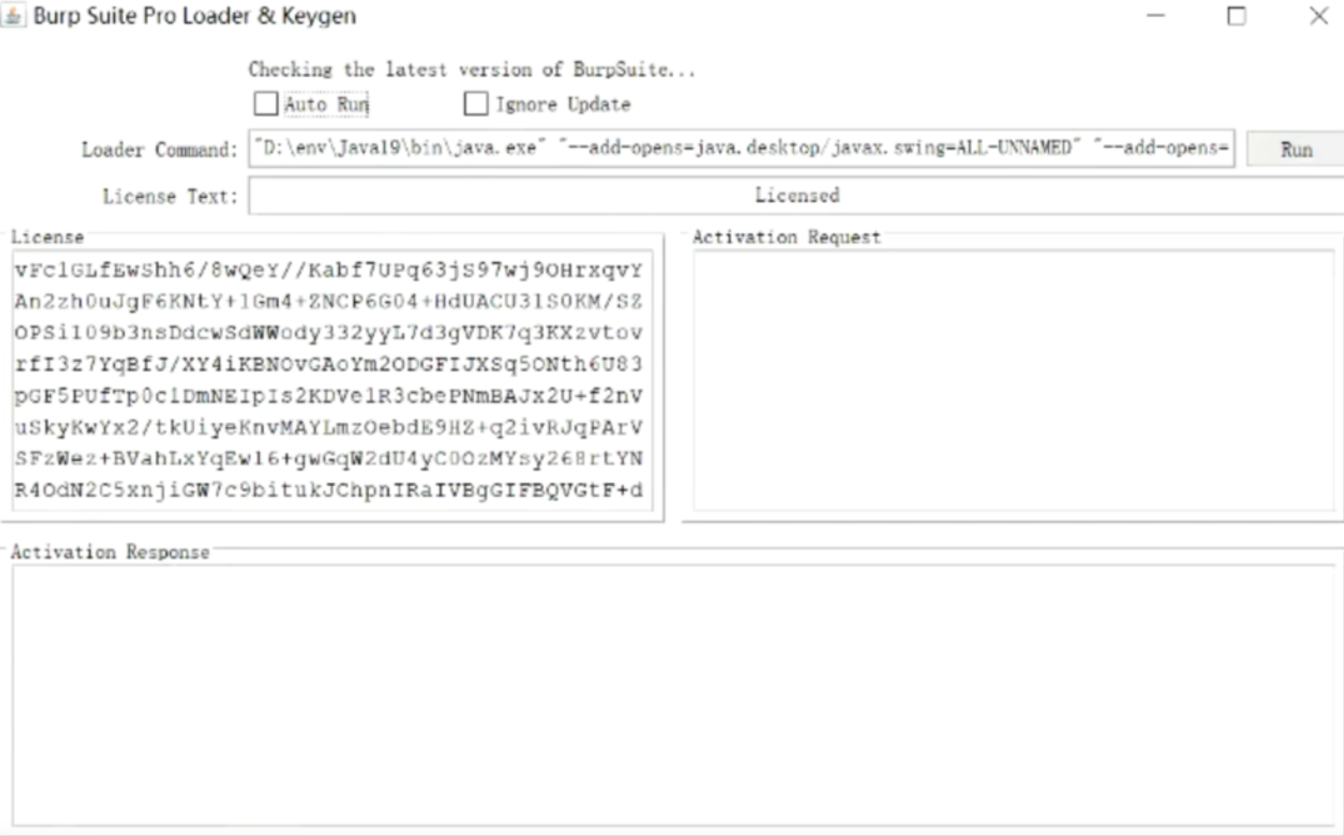 Burp Suite Pro Loader & Keygen
Checking the latest version of BurpSuite...
Auto Run Ignore Update
Loader Command: "D:\env\Java19\bin\java.exe" "--add-opens=java.desktop/javax.swing=ALL-UNNAMED" "--add-opens= Run
License Text: Licensed
License
vFclGLfEwShh6/8wQeY//Kabf7UPq63jS97wj9OHrxqvY
An2zh0uJgF6KNtY+1Gm4+ZNCP6G04+HdUACU31S0KM/SZ
OPSi109b3nsDdcwSdWWody332yyL7d3gVDK7q3KXzvtov
rfI3z7YqBfJ/XY4iKBNOvGAoYm2ODGFIJXSq5ONth6U83
pGF5PUfTp0clDmNEIpIs2KDVelR3cbePNmBAJx2U+f2nV
uSkyKwYx2/tkUiyeKnvMAYLmzOebdE9HZ+q2ivRJqPArV
SFzWez+BVahLxYqEwl6+gwGqW2dU4yC0OzMYsy268rtYN
R4OdN2C5xnjiGW7c9bitukJChpnIRaIVBgGIFBQVGtF+d
Activation Request
Activation Response